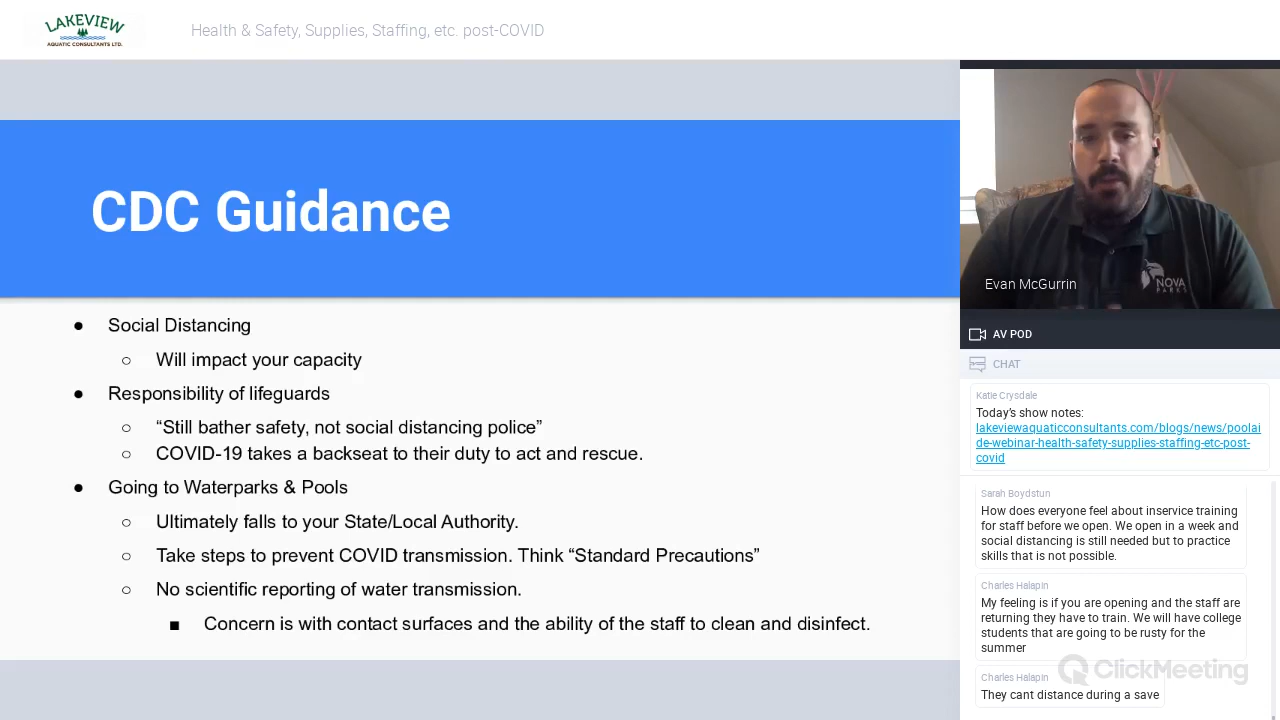 LAKEVIEW
AQUATIC CONSULTANTS LTD.
Health & Safety, Supplies, Staffing, etc. post-COVID
CDC Guidance
● Social Distancing
○ Will impact your capacity
● Responsibility of lifeguards
○ “Still bather safety, not social distancing police”
○ COVID-19 takes a backseat to their duty to act and rescue.
● Going to Waterparks & Pools
○ Ultimately falls to your State/Local Authority.
○ Take steps to prevent COVID transmission. Think “Standard Precautions”
○ No scientific reporting of water transmission.
■ Concern is with contact surfaces and the ability of the staff to clean and disinfect.
NOVA
PARKS
Evan McGurrin
AV POD
CHAT
Katie Crysdale
Today's show notes:
lakeviewaquaticconsultants.com/blogs/news/poolai
de-webinar-health-safety-supplies-staffing-etc-post-
covid
Sarah Boydstun
How does everyone feel about inservice training
for staff before we open. We open in a week and
social distancing is still needed but to practice
skills that is not possible.
Charles Halapin
My feeling is if you are opening and the staff are
returning they have to train. We will have college
students that are going to be rusty for the
summer
ClickMeeting
Charles Halapin
They cant distance during a save